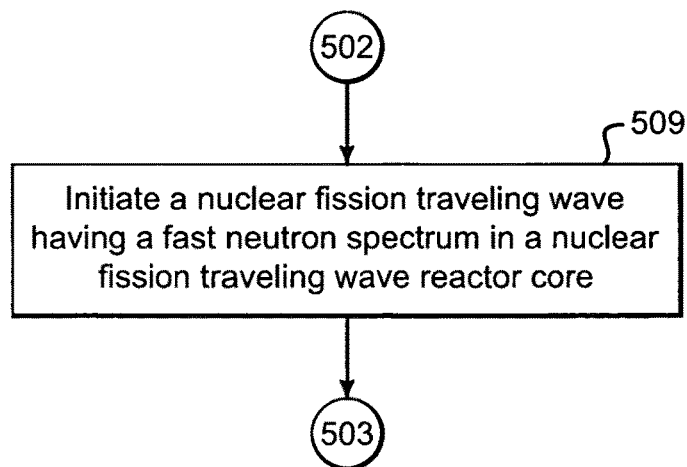 502
509
Initiate a nuclear fission traveling wave
having a fast neutron spectrum in a nuclear
fission traveling wave reactor core
503